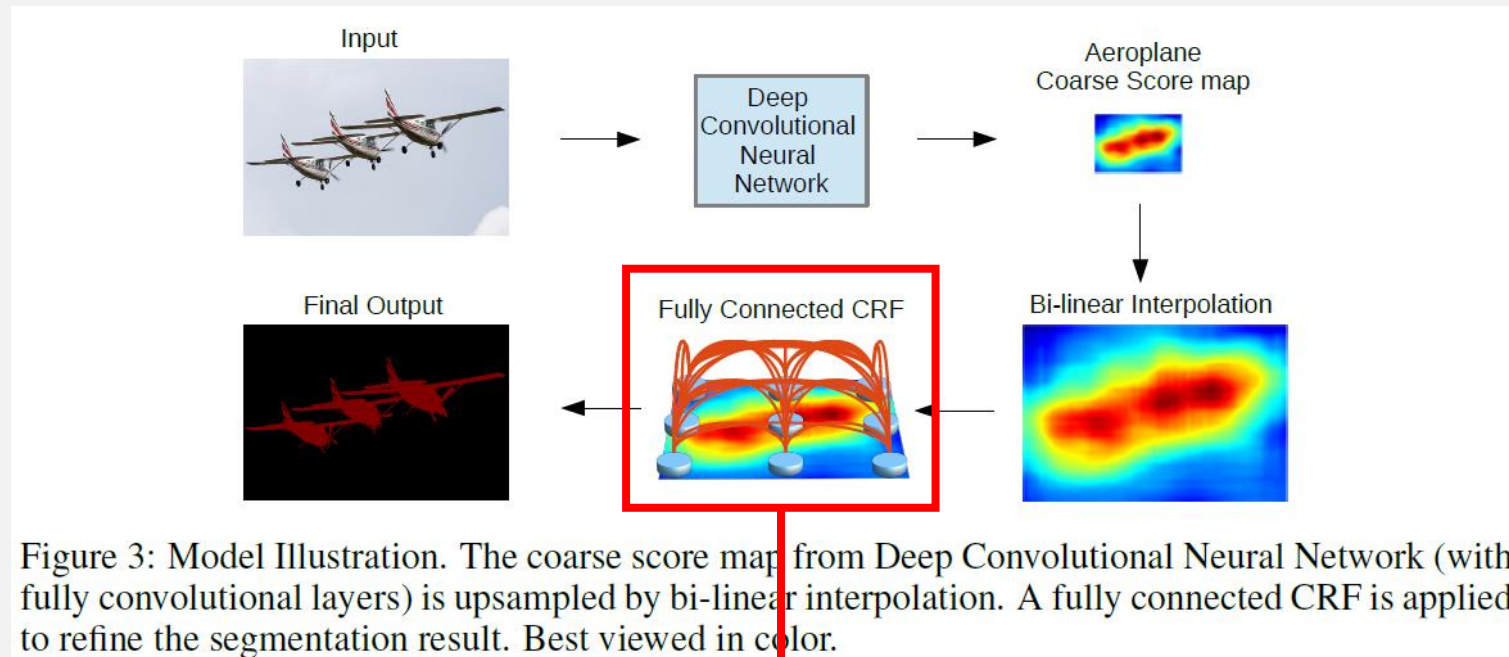 Input
Deep
Convolutional
Neural
Network
Aeroplane
Coarse Score map
Bi-linear Interpolation
Fully Connected CRF
Final Output
Figure 3: Model Illustration. The coarse score map from Deep Convolutional Neural Network (with
fully convolutional layers) is upsampled by bi-linear interpolation. A fully connected CRF is applied
to refine the segmentation result. Best viewed in color.